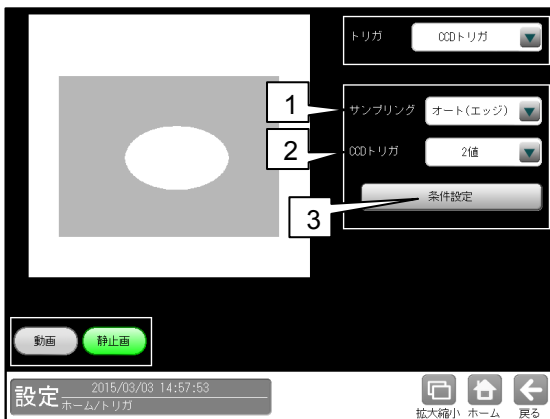 トリガ CCDトリガ
1 サンプリング オート(エッジ)
2 CCDトリガ 2値
条件設定
3
動画 静止画
設定 2015/03/03 14:57:53
ホーム/トリガ
拡大縮小 ホーム 戻る